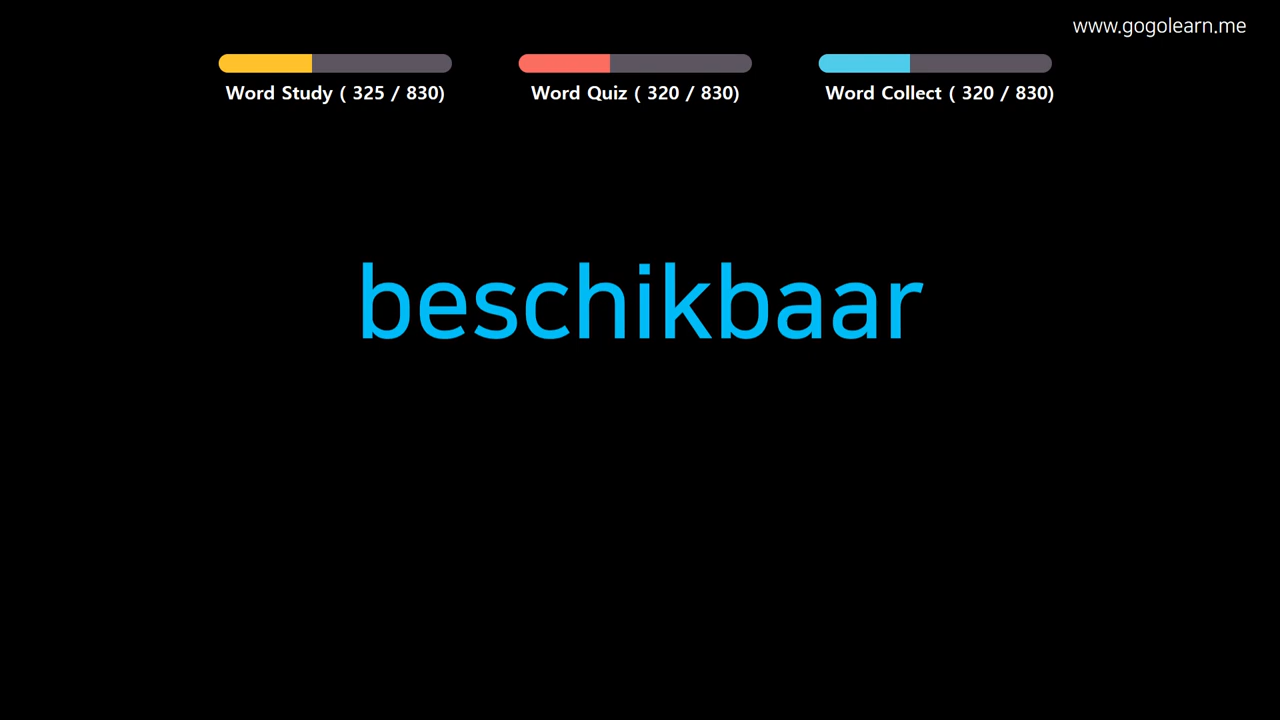 www.gogolearn.me
Word Study ( 325 / 830)
Word Quiz ( 320 / 830)
Word Collect ( 320 / 830)
beschikbaar